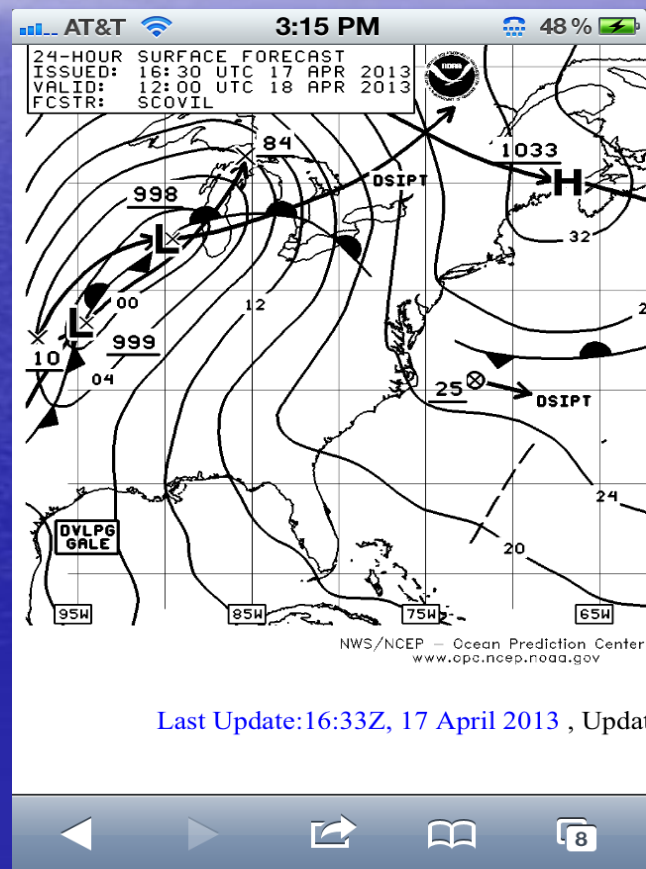 AT&T 3:15 PM 48 %
24-HOUR SURFACE FORECAST
ISSUED: 16:30 UTC 17 APR 2013
VALID: 12:00 UTC 18 APR 2013
FCSTR: SCOVIL
NOAA
84
1033
DSIPT
998
H
L
32
00
12
2
L
999
10
04
25
DSIPT
24
DVLPG
GALE
20
95W 85W 75W 65W
NWS/NCEP – Ocean Prediction Center
www.opc.ncep.noaa.gov
Last Update:16:33Z, 17 April 2013 , Updat
8